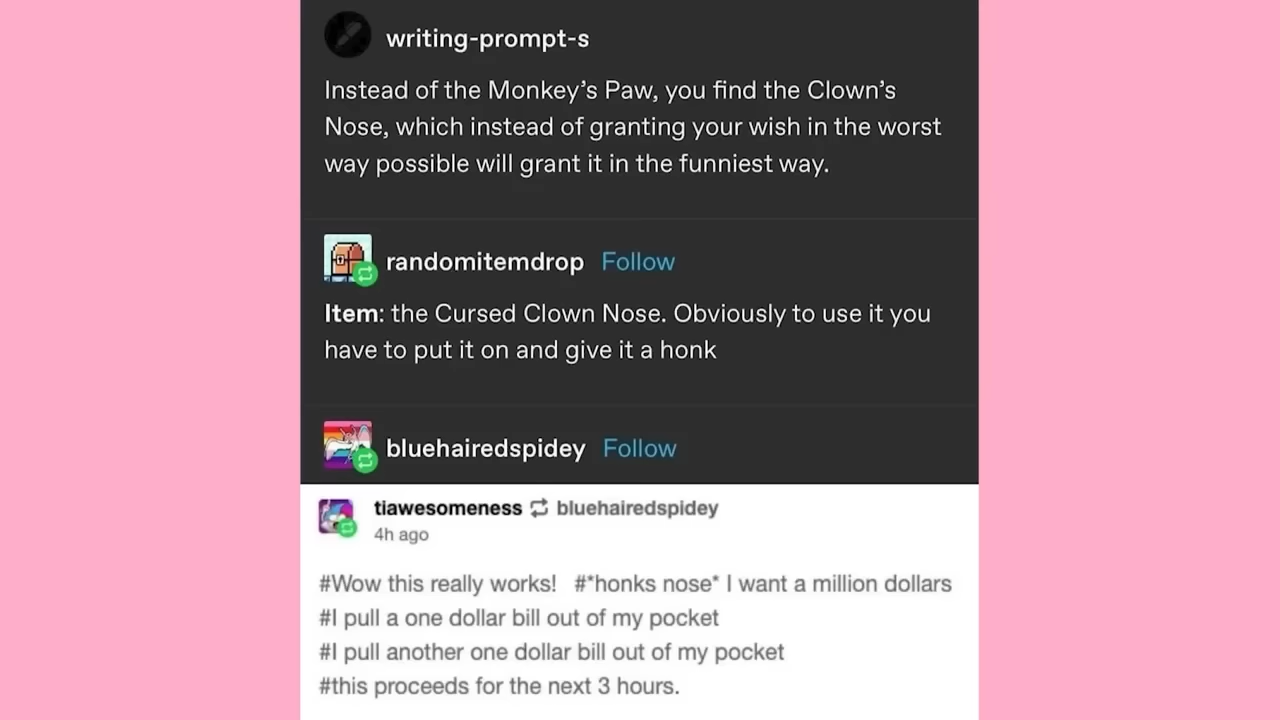 writing-prompt-s
Instead of the Monkey’s Paw, you find the Clown’s
Nose, which instead of granting your wish in the worst
way possible will grant it in the funniest way.
randomitemdrop Follow
Item: the Cursed Clown Nose. Obviously to use it you
have to put it on and give it a honk
bluehairedspidey Follow
tiawesomeness bluehairedspidey
4h ago
#Wow this really works! #*honks nose* I want a million dollars
#I pull a one dollar bill out of my pocket
#I pull another one dollar bill out of my pocket
#this proceeds for the next 3 hours.